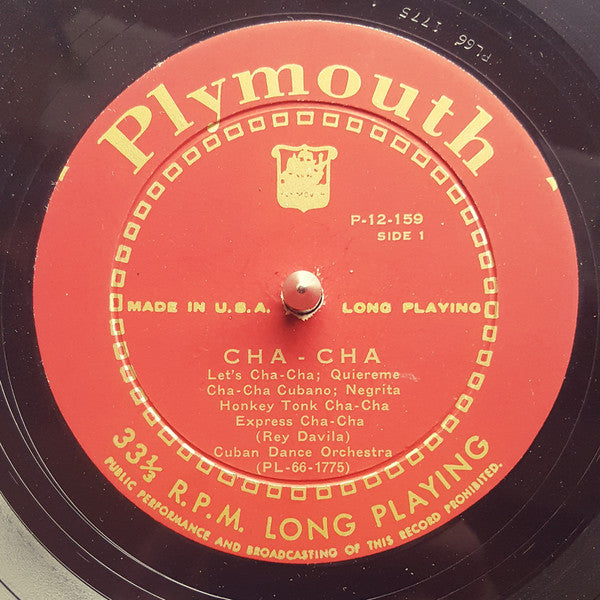 PL66 1775
Plymouth
P-12-159
SIDE 1
MADE IN U.S.A. LONG PLAYING
CHA - CHA
Let's Cha-Cha; Quiereme
Cha-Cha Cubano; Negrita
Honkey Tonk Cha-Cha
Express Cha-Cha
(Rey Davila)
Cuban Dance Orchestra
(PL-66-1775)
33⅓ R.P.M. LONG PLAYING
PUBLIC PERFORMANCE AND BROADCASTING OF THIS RECORD PROHIBITED.